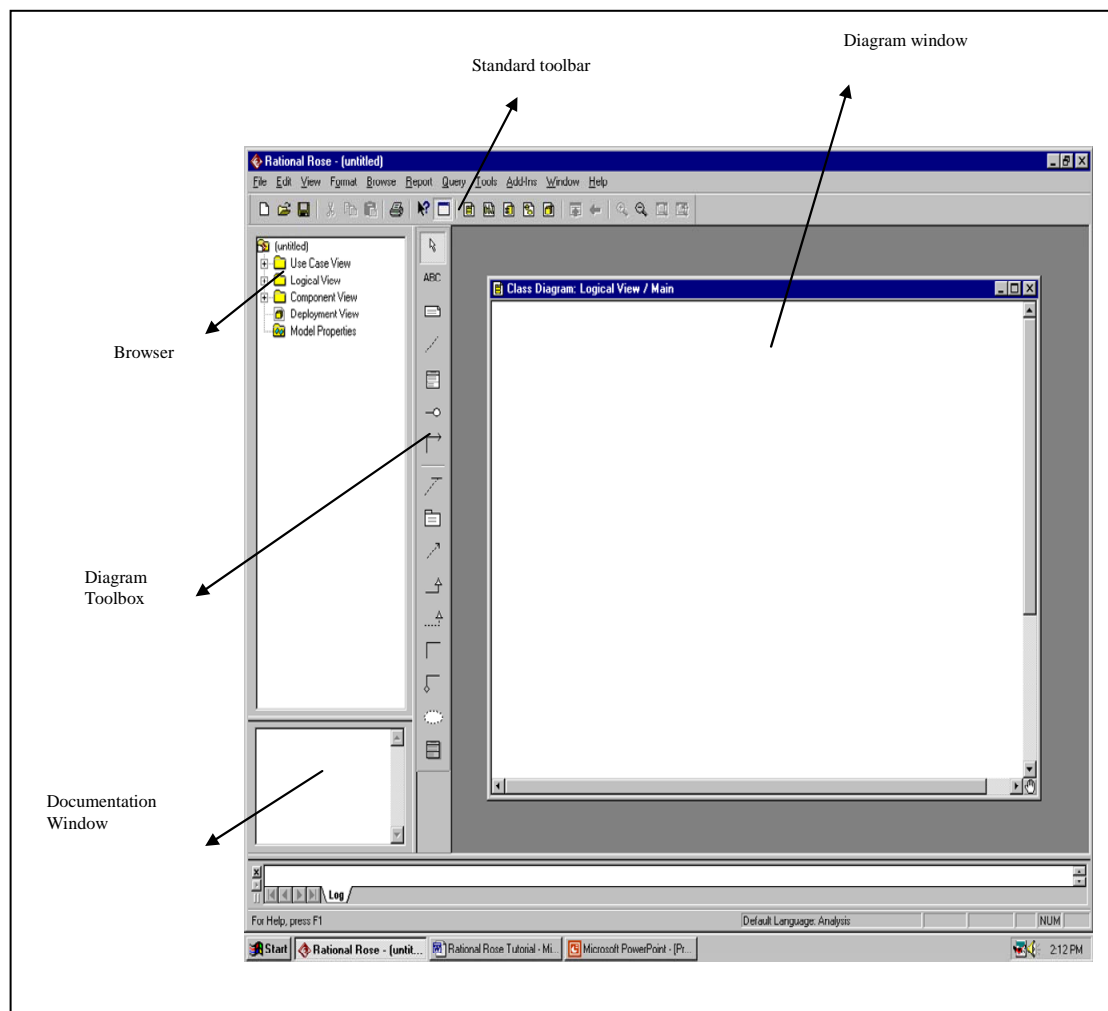 Diagram window
Standard toolbar
Rational Rose - (untitled)
File Edit View Format Browse Report Query Tools Add-Ins Window Help
(untitled)
Use Case View
Logical View
Component View
Deployment View
Model Properties
ABC
Class Diagram: Logical View / Main
Browser
Diagram
Toolbox
Documentation
Window
Log
For Help, press F1 Default Language: Analysis NUM
Start Rational Rose - (untit... Rational Rose Tutorial - Mi... Microsoft PowerPoint - [Pr... 2:12 PM